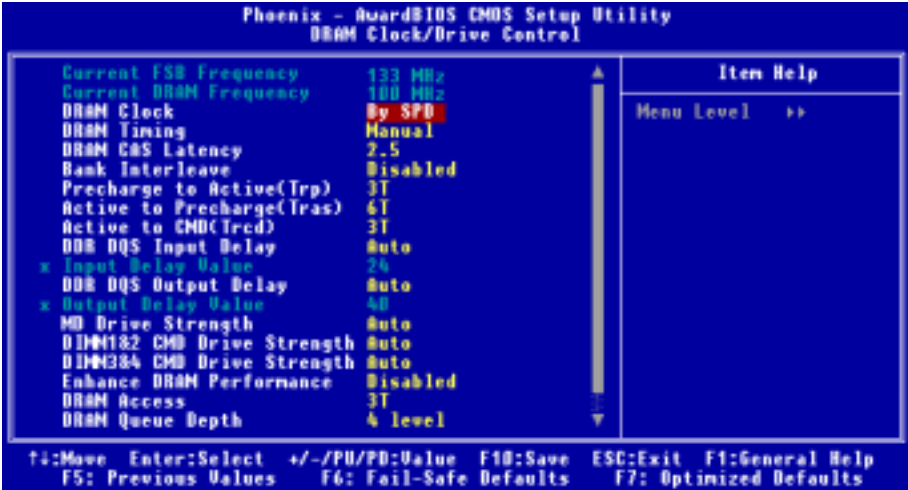 Phoenix - AwardBIOS CMOS Setup Utility
DRAM Clock/Drive Control
Current FSB Frequency 133 MHz
Current DRAM Frequency 100 MHz
DRAM Clock By SPD
DRAM Timing Manual
DRAM CAS Latency 2.5
Bank Interleave Disabled
Precharge to Active(Trp) 3T
Active to Precharge(Tras) 6T
Active to CMD(Trcd) 3T
DDR DQS Input Delay Auto
x Input Delay Value 24
DDR DQS Output Delay Auto
x Output Delay Value 40
MD Drive Strength Auto
DIMM1&2 CMD Drive Strength Auto
DIMM3&4 CMD Drive Strength Auto
Enhance DRAM Performance Disabled
DRAM Access 3T
DRAM Queue Depth 4 level
Item Help
Menu Level ▸▸
↑↓:Move Enter:Select +/-/PU/PD:Value F10:Save ESC:Exit F1:General Help
F5: Previous Values F6: Fail-Safe Defaults F7: Optimized Defaults